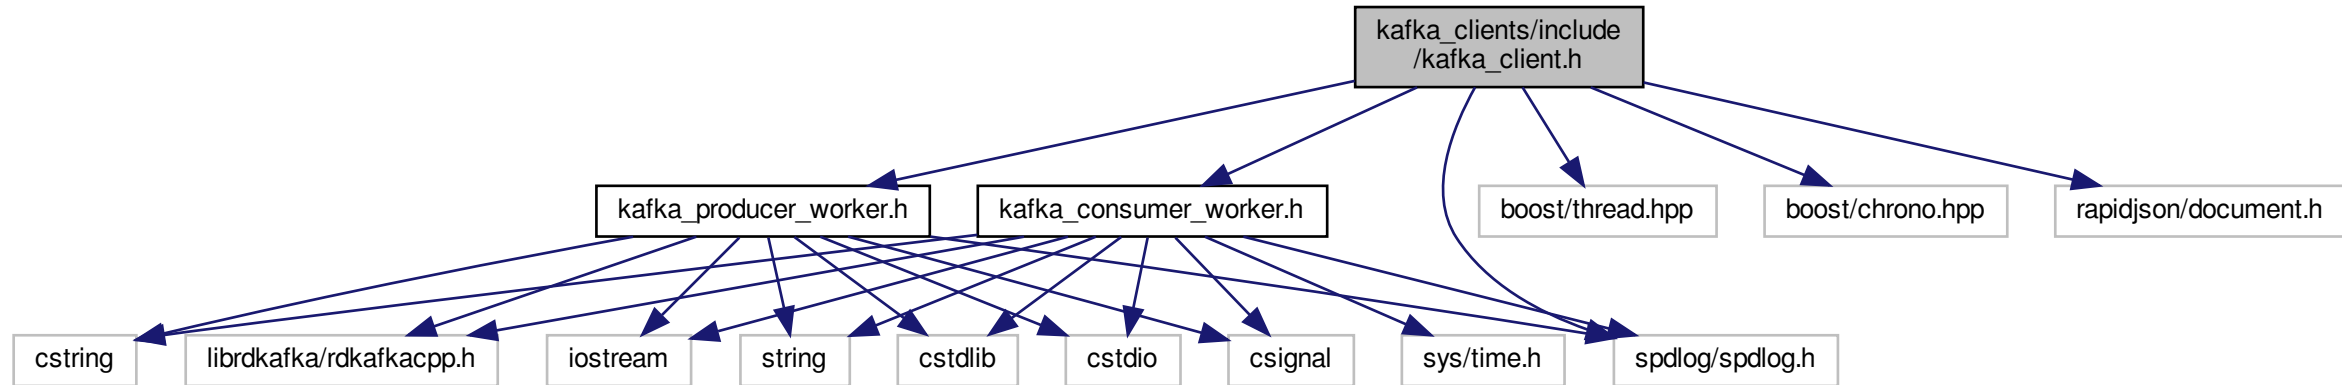 kafka_clients/include
/kafka_client.h
kafka_producer_worker.h
kafka_consumer_worker.h
boost/thread.hpp
boost/chrono.hpp
rapidjson/document.h
cstring
librdkafka/rdkafkacpp.h
iostream
string
cstdlib
cstdio
csignal
sys/time.h
spdlog/spdlog.h